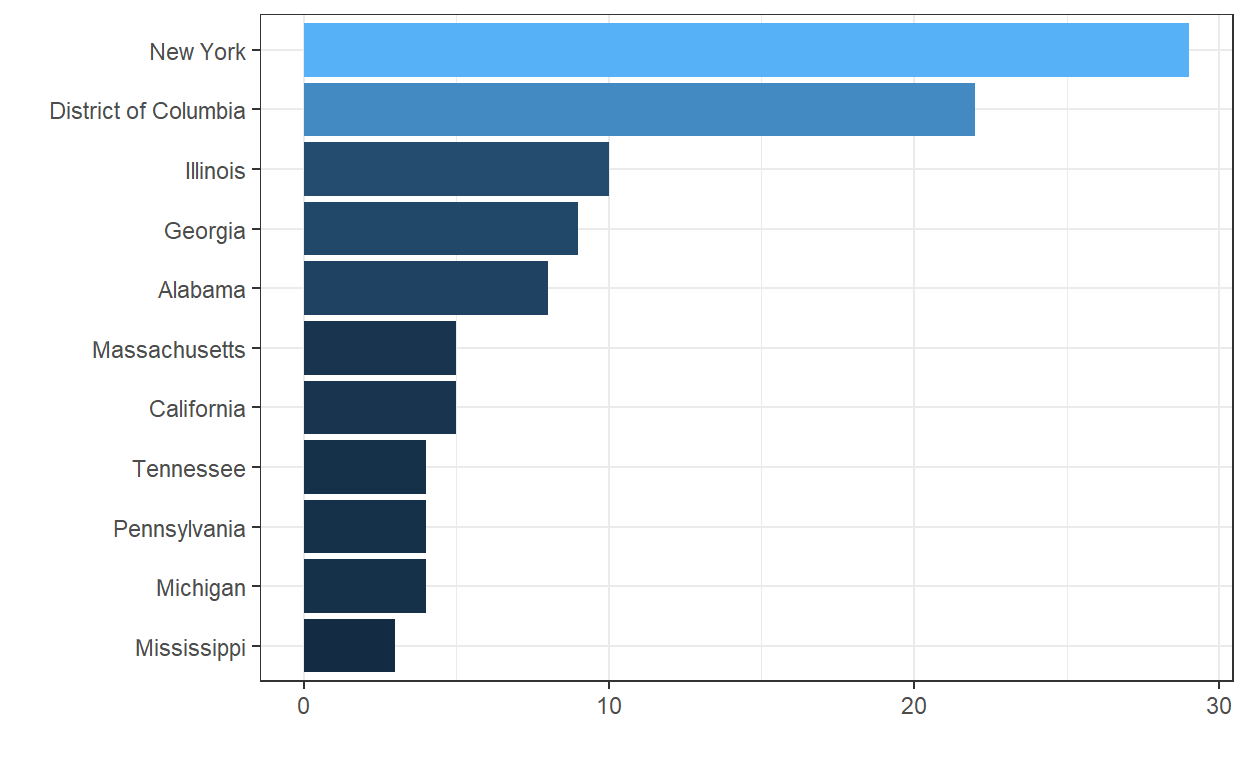 New York
District of Columbia
Illinois
Georgia
Alabama
Massachusetts
California
Tennessee
Pennsylvania
Michigan
Mississippi
0 10 20 30